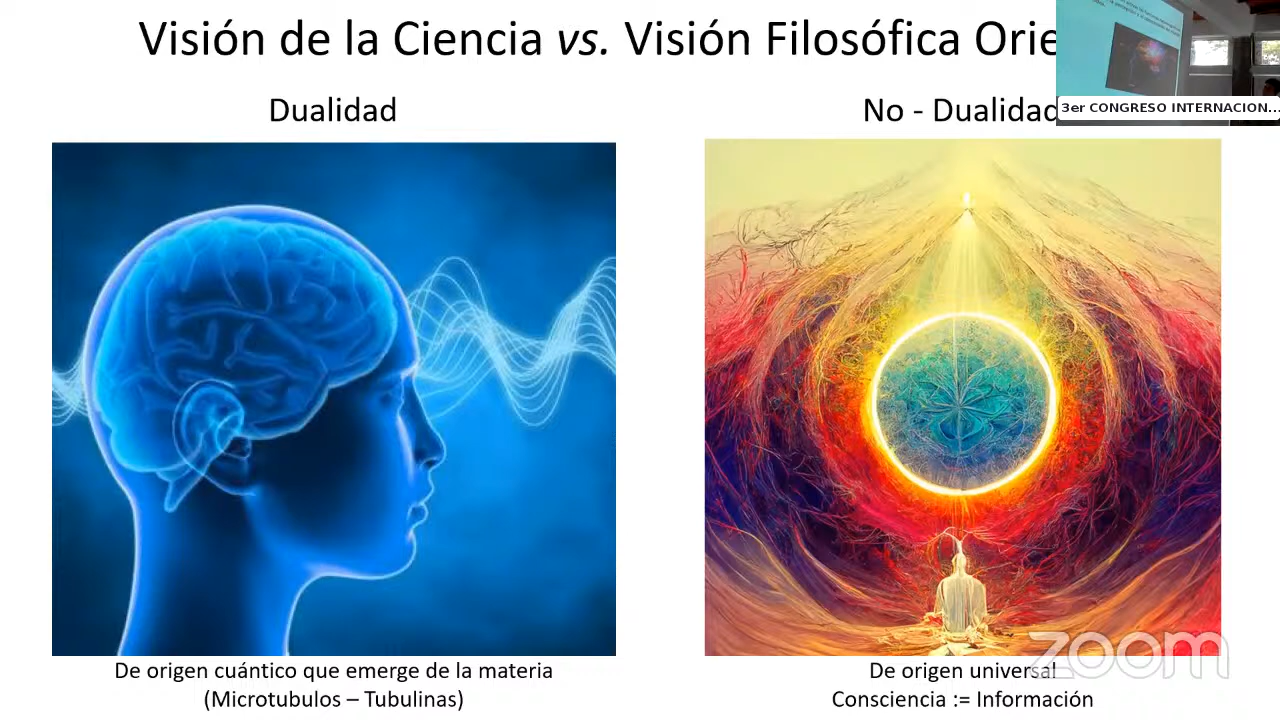 Visión de la Ciencia vs. Visión Filosófica Orie
Dualidad
No - Dualidad
3er CONGRESO INTERNACION...
De origen cuántico que emerge de la materia
(Microtubulos – Tubulinas)
De origen universal
Consciencia := Información
zoom